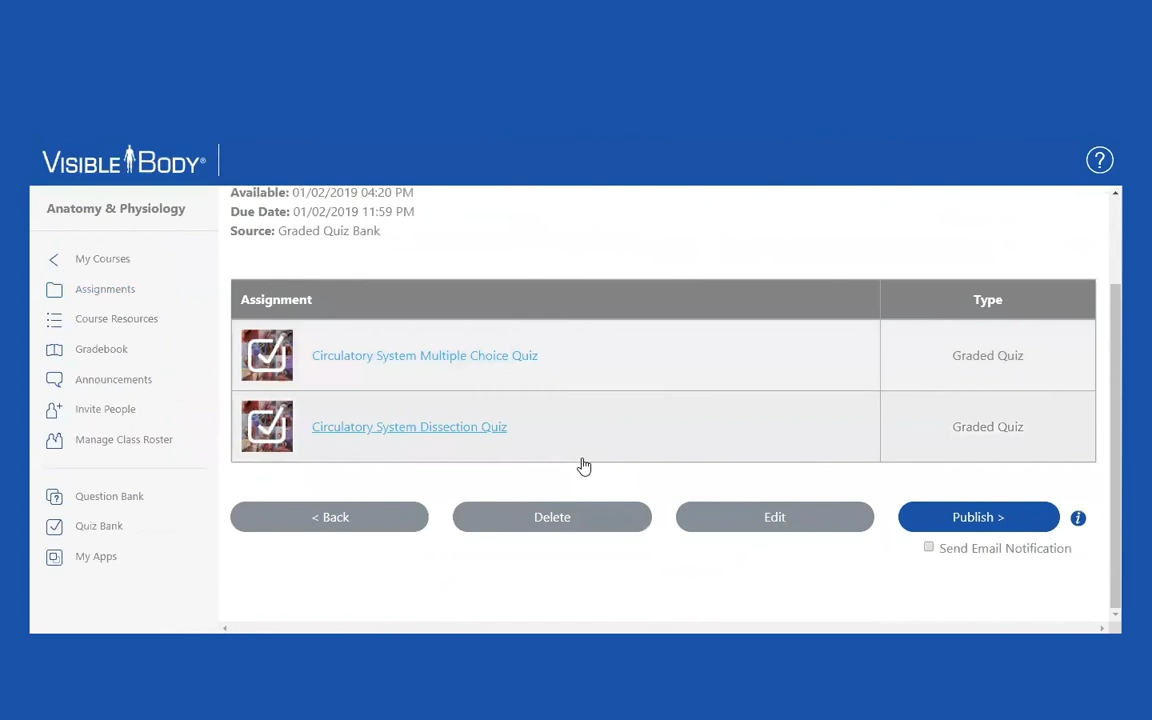 VISIBLE BODY®
?
Anatomy & Physiology
My Courses
Assignments
Course Resources
Gradebook
Announcements
Invite People
Manage Class Roster
Question Bank
Quiz Bank
My Apps
Available: 01/02/2019 04:20 PM
Due Date: 01/02/2019 11:59 PM
Source: Graded Quiz Bank
Assignment Type
Circulatory System Multiple Choice Quiz Graded Quiz
Circulatory System Dissection Quiz Graded Quiz
< Back Delete Edit Publish > i
Send Email Notification